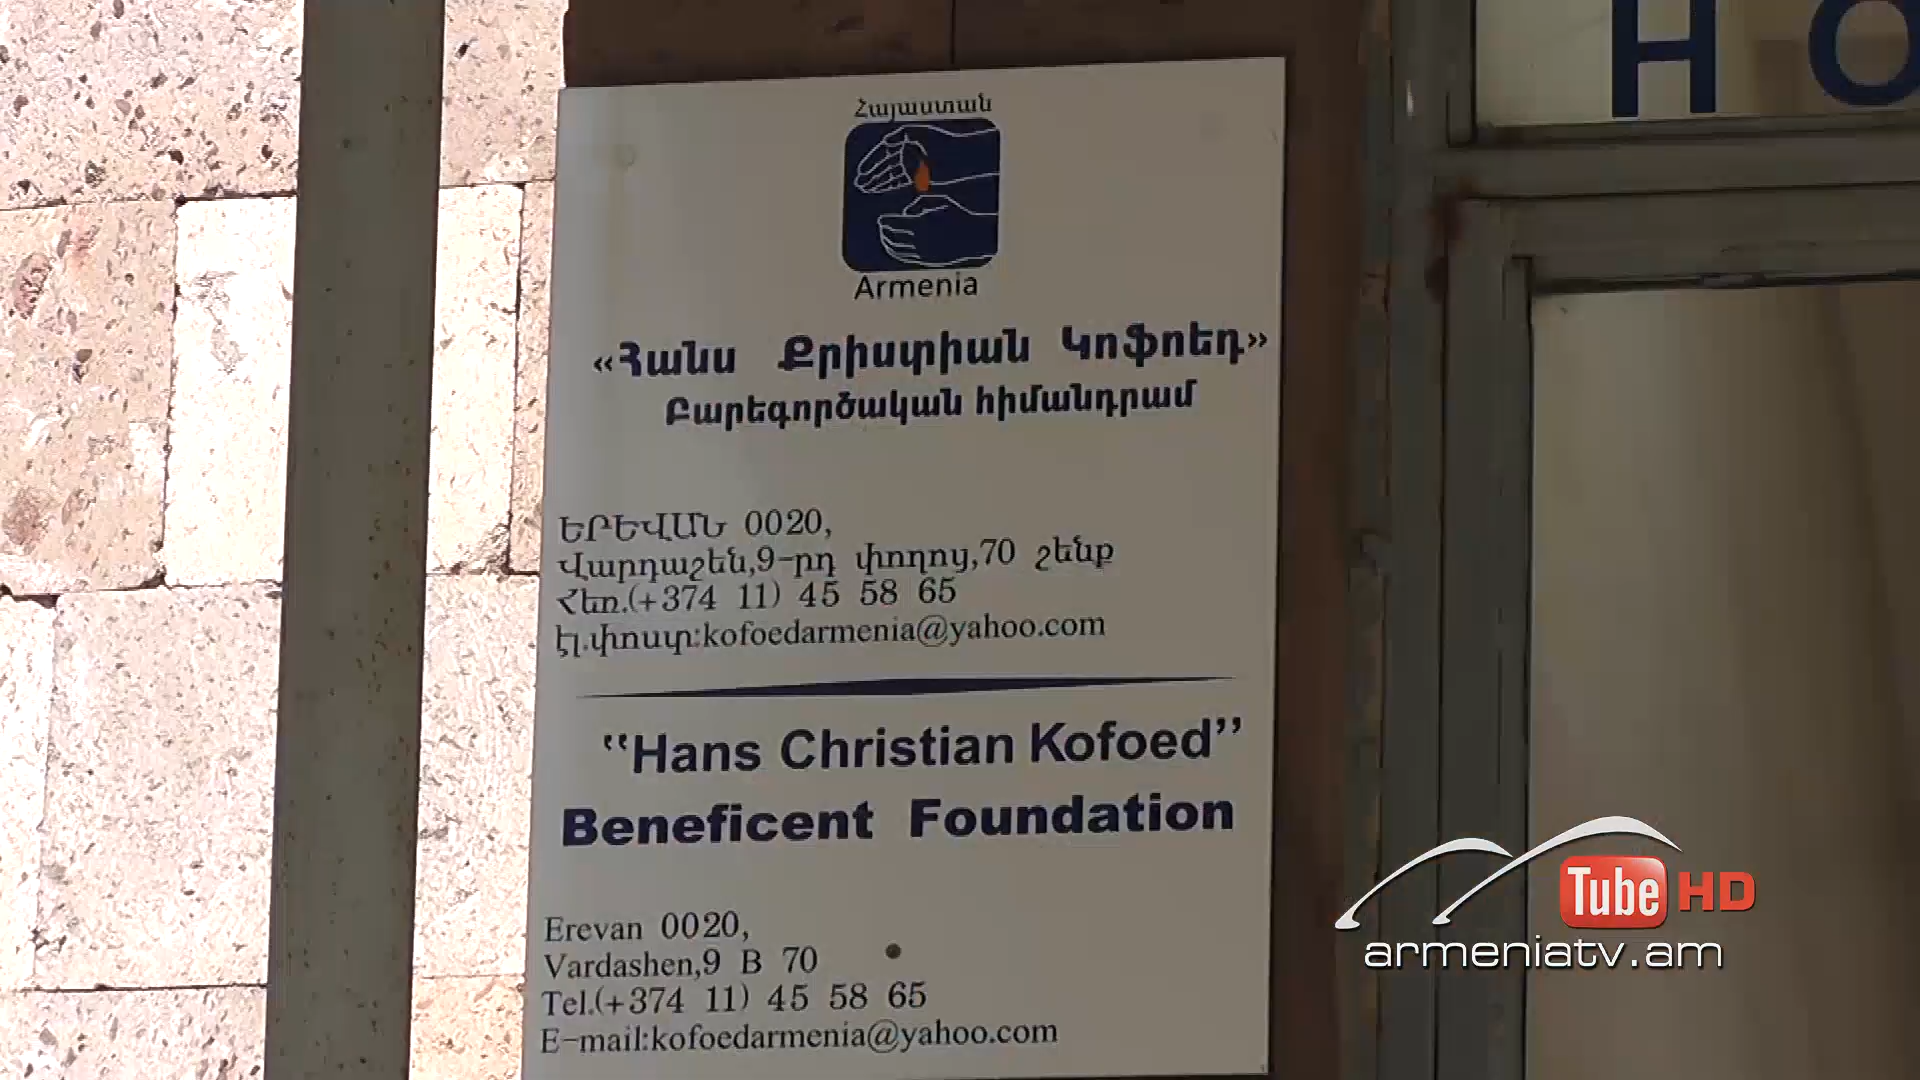 Հայաստան
Armenia
«Հանս Քրիստիան Կոֆոեդ»
Բարեգործական հիմանդրամ
ԵՐԵՎԱՆ 0020,
Վարդաշեն,9-րդ փողոց,70 շենք
Հեռ.(+374 11) 45 58 65
էլ.փոստ:kofoedarmenia@yahoo.com
"Hans Christian Kofoed"
Beneficent Foundation
Erevan 0020,
Vardashen,9 B 70
Tel.(+374 11) 45 58 65
E-mail:kofoedarmenia@yahoo.com
HO
Tube HD
armeniatv.am